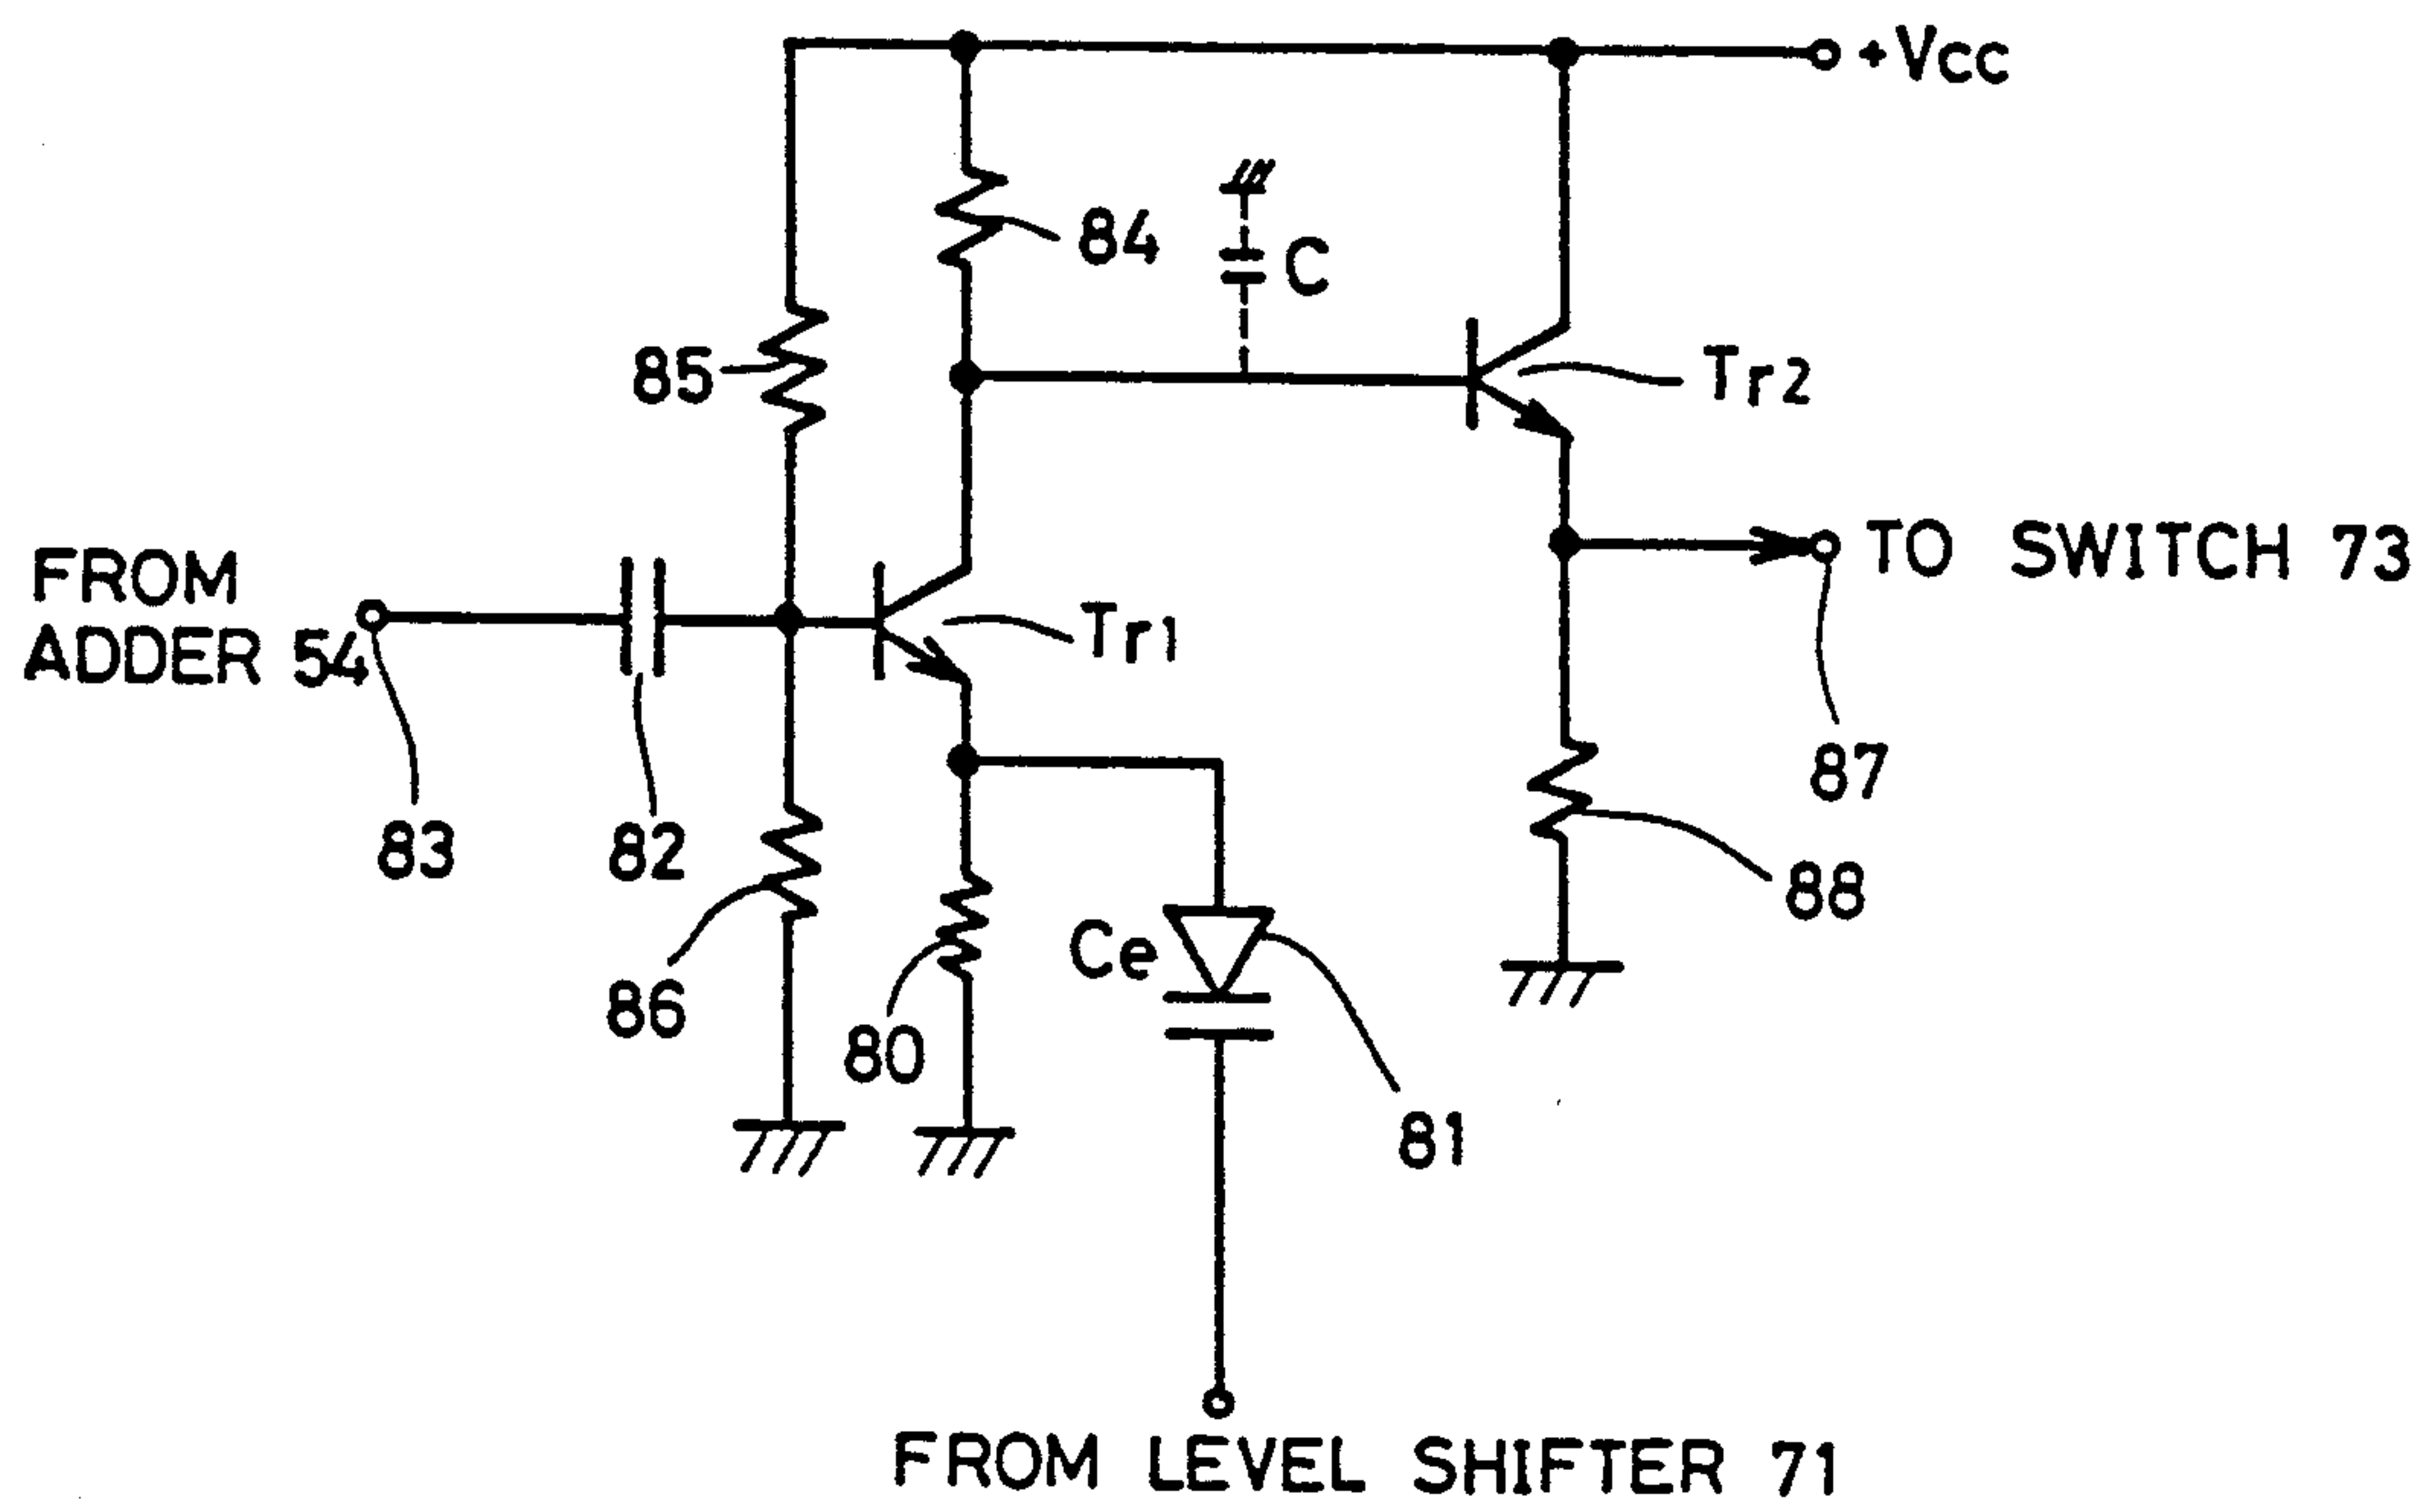 +Vcc
84
C
85
Tr2
FROM
ADDER 54
TO SWITCH 73
Tr1
87
83
82
88
Ce
86
80
81
FROM LEVEL SHIFTER 71